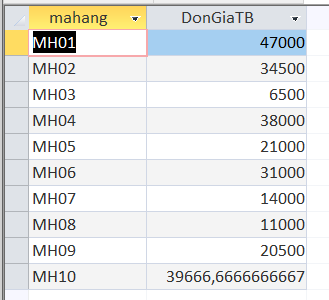 mahang DonGiaTB
MH01 47000
MH02 34500
MH03 6500
MH04 38000
MH05 21000
MH06 31000
MH07 14000
MH08 11000
MH09 20500
MH10 39666,6666666667